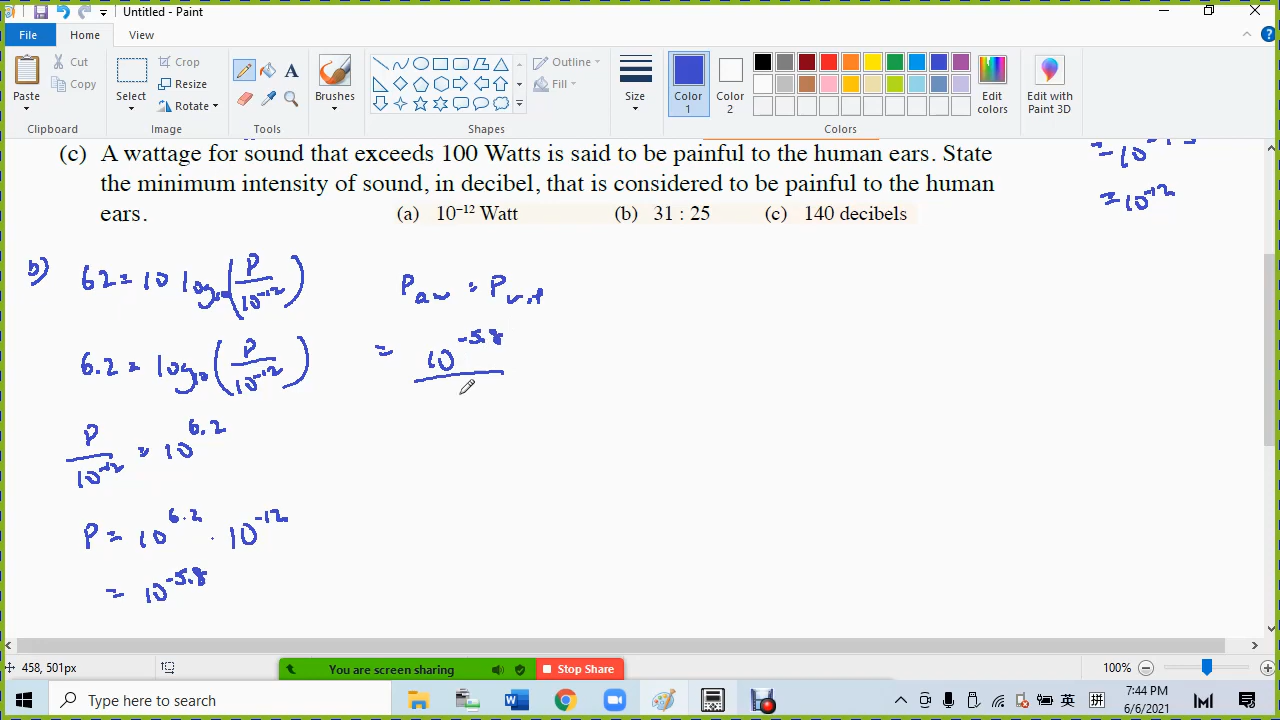 Untitled - Paint
File Home View
Paste Cut Copy Clipboard
Select Crop Resize Rotate Image
Tools
Brushes
Shapes Outline Fill
Size
Color 1 Color 2 Colors
Edit colors Edit with Paint 3D
(c) A wattage for sound that exceeds 100 Watts is said to be painful to the human ears. State
the minimum intensity of sound, in decibel, that is considered to be painful to the human
ears. (a) 10⁻¹² Watt (b) 31 : 25 (c) 140 decibels
= 10⁻¹²
b) 62 = 10 log₁₀(P/10⁻¹²)
6.2 = log₁₀(P/10⁻¹²)
P/10⁻¹² = 10^6.2
P = 10^6.2 · 10⁻¹²
= 10^-5.8
= 10^-5.8
458, 501px
100%
You are screen sharing Stop Share
Type here to search
英 拼
7:44 PM
6/6/2021